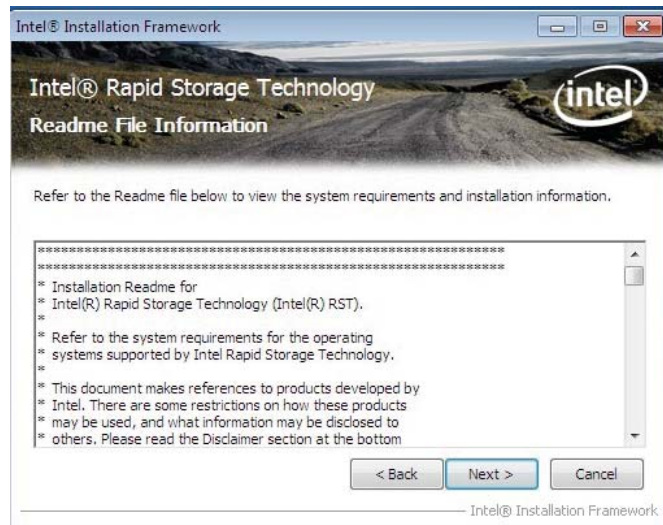 Intel® Installation Framework
Intel® Rapid Storage Technology
intel
Readme File Information
Refer to the Readme file below to view the system requirements and installation information.
************************************************************
************************************************************
* Installation Readme for
* Intel(R) Rapid Storage Technology (Intel(R) RST).
*
* Refer to the system requirements for the operating
* systems supported by Intel Rapid Storage Technology.
*
* This document makes references to products developed by
* Intel. There are some restrictions on how these products
* may be used, and what information may be disclosed to
* others. Please read the Disclaimer section at the bottom
< Back
Next >
Cancel
Intel® Installation Framework